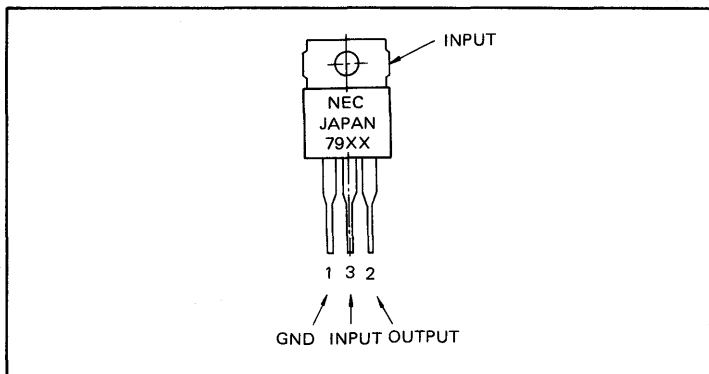 INPUT
NEC
JAPAN
79XX
1 3 2
GND INPUT OUTPUT